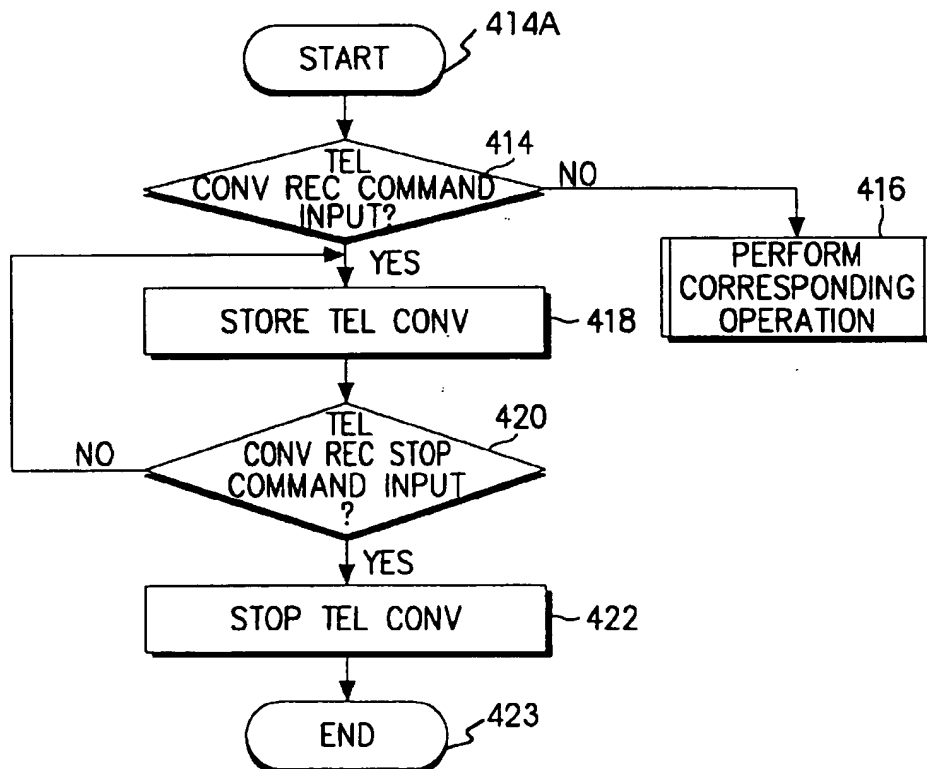 414A
START
414
TEL
CONV REC COMMAND
INPUT?
NO
416
PERFORM
CORRESPONDING
OPERATION
YES
STORE TEL CONV
418
420
TEL
CONV REC STOP
COMMAND INPUT
?
NO
YES
STOP TEL CONV
422
END
423